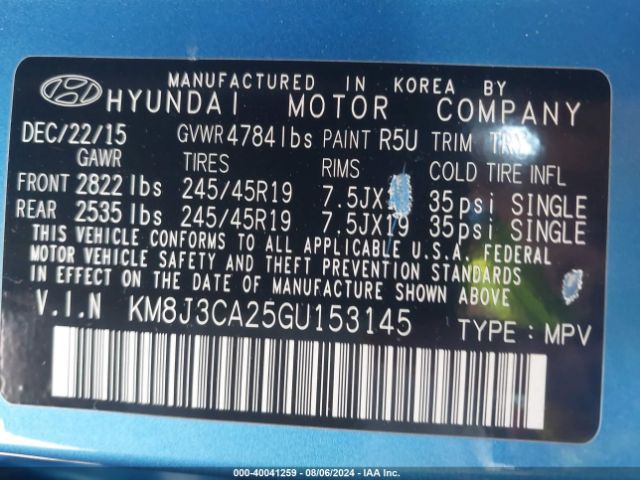 MANUFACTURED IN KOREA BY
HYUNDAI MOTOR COMPANY
DEC/22/15 GVWR 4784 lbs PAINT R5U TRIM
GAWR TIRES RIMS COLD TIRE INFL
FRONT 2822 lbs 245/45R19 35 psi SINGLE
REAR 2535 lbs 245/45R19 7.5JX19 35 psi SINGLE
THIS VEHICLE CONFORMS TO ALL APPLICABLE U.S.A. FEDERAL
MOTOR VEHICLE SAFETY AND THEFT PREVENTION STANDARDS
IN EFFECT ON THE DATE OF MANUFACTURE SHOWN ABOVE
V.I.N KM8J3CA25GU153145 TYPE : MPV
000-40041259 - 08/06/2024 - IAA Inc.